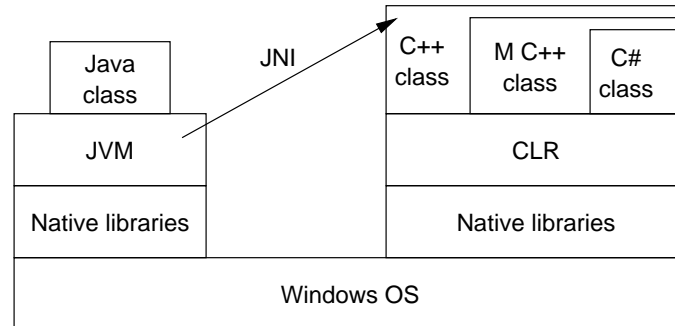 Java
class
JNI
C++
class
M C++
class
C#
class
JVM
CLR
Native libraries
Native libraries
Windows OS